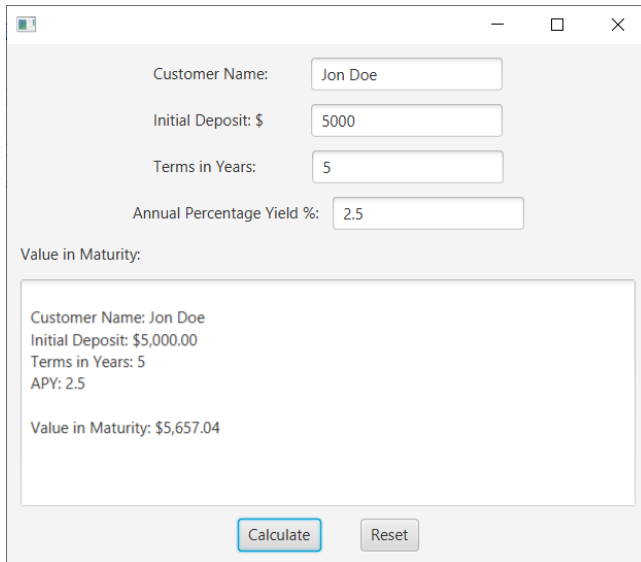 Customer Name: Jon Doe
Initial Deposit: $ 5000
Terms in Years: 5
Annual Percentage Yield %: 2.5
Value in Maturity:
Customer Name: Jon Doe
Initial Deposit: $5,000.00
Terms in Years: 5
APY: 2.5
Value in Maturity: $5,657.04
Calculate Reset